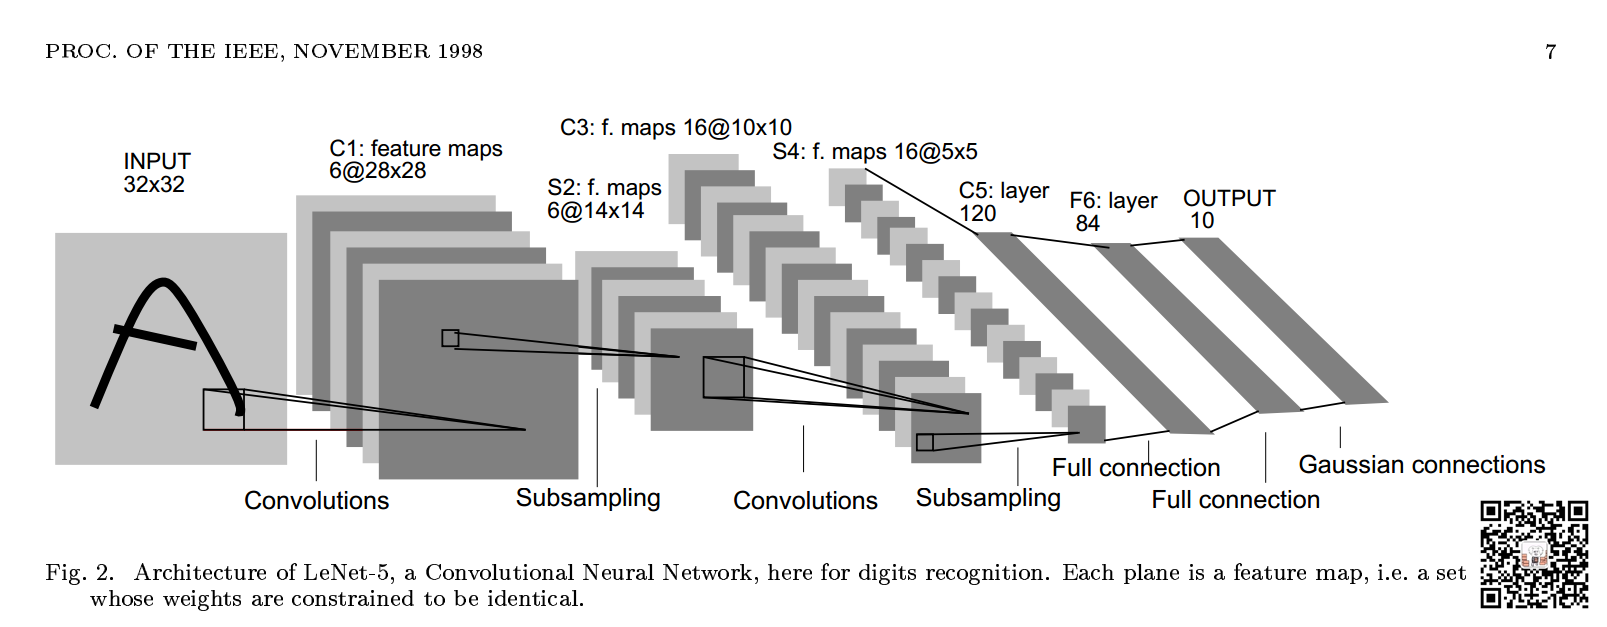 PROC. OF THE IEEE, NOVEMBER 1998
7
INPUT
32x32
C1: feature maps
6@28x28
S2: f. maps
6@14x14
C3: f. maps 16@10x10
S4: f. maps 16@5x5
C5: layer
120
F6: layer
84
OUTPUT
10
Convolutions
Subsampling
Convolutions
Subsampling
Full connection
Full connection
Gaussian connections
Fig. 2. Architecture of LeNet-5, a Convolutional Neural Network, here for digits recognition. Each plane is a feature map, i.e. a set
whose weights are constrained to be identical.